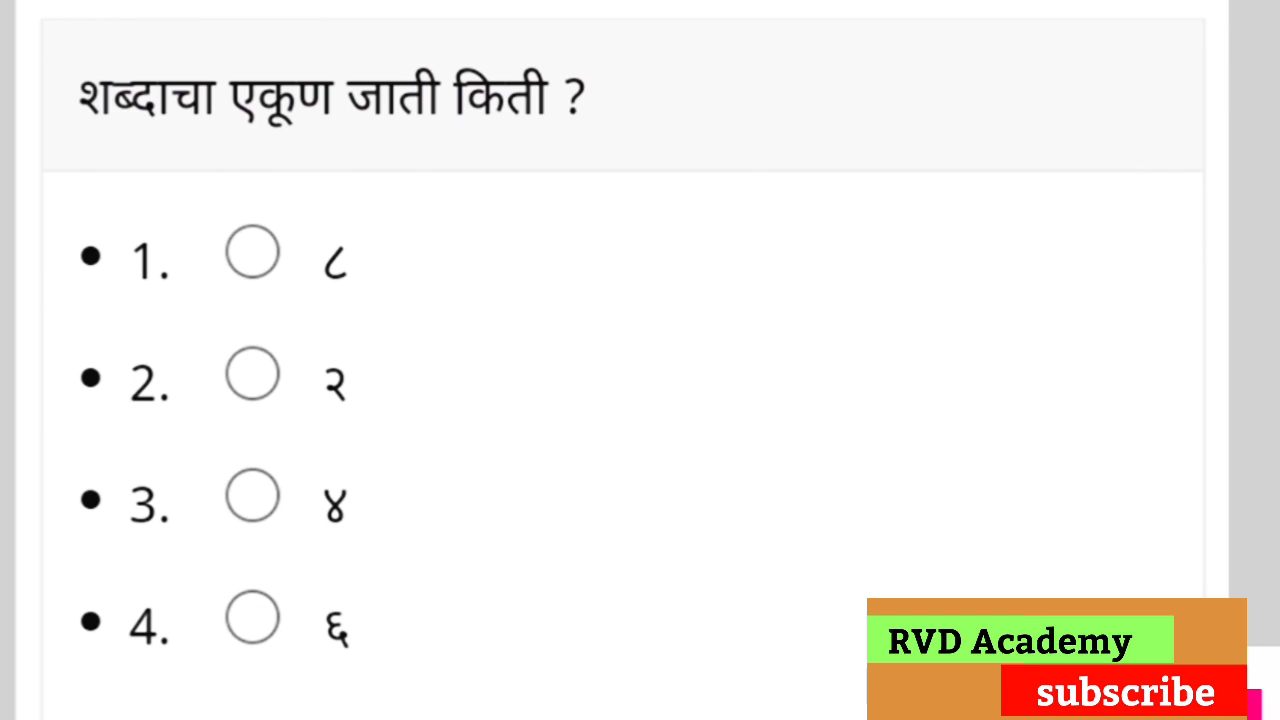 शब्दाचा एकूण जाती किती ?
• 1. ८
• 2. २
• 3. ४
• 4. ६
RVD Academy
subscribe